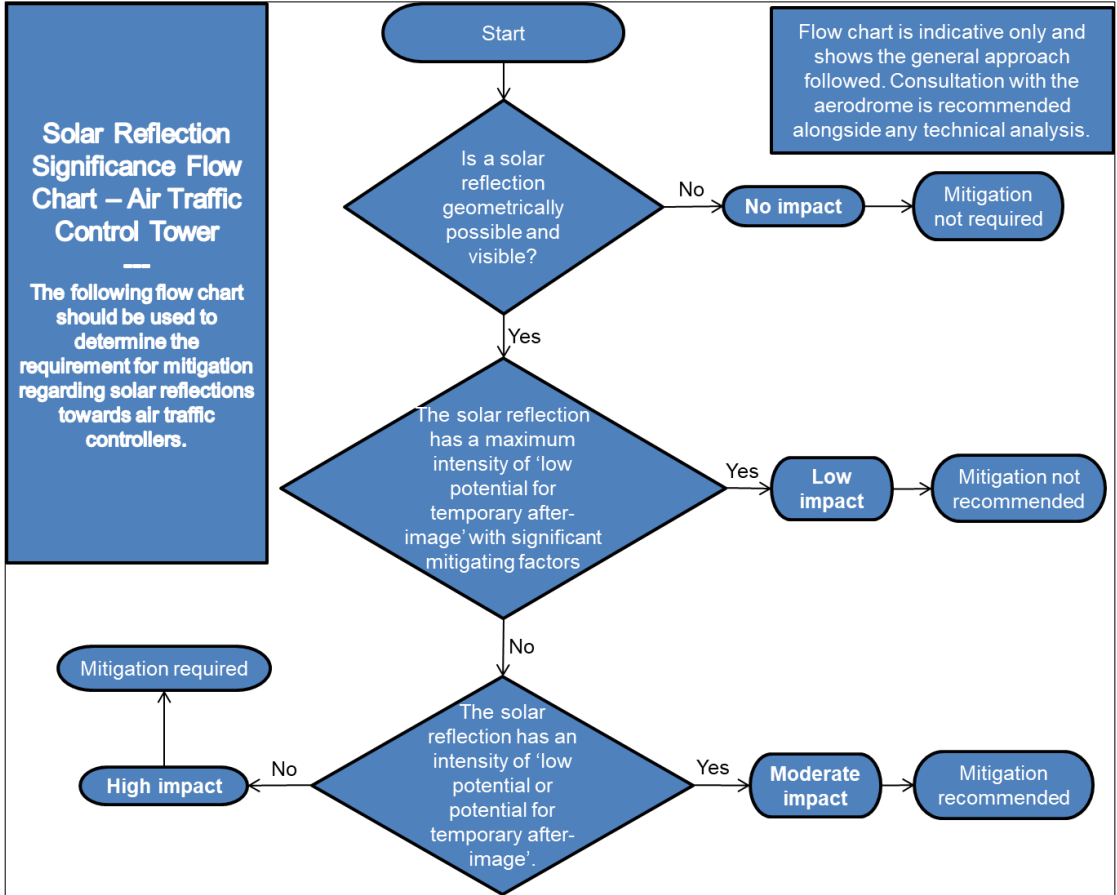 Solar Reflection
Significance Flow
Chart – Air Traffic
Control Tower
---
The following flow chart
should be used to
determine the
requirement for mitigation
regarding solar reflections
towards air traffic
controllers.
Start
Flow chart is indicative only and
shows the general approach
followed. Consultation with the
aerodrome is recommended
alongside any technical analysis.
Is a solar
reflection
geometrically
possible and
visible?
No
No impact
Mitigation
not required
Yes
The solar reflection
has a maximum
intensity of ‘low
potential for
temporary after-
image’ with significant
mitigating factors
Yes
Low
impact
Mitigation not
recommended
No
The solar
reflection has an
intensity of ‘low
potential or
potential for
temporary after-
image’.
Yes
Moderate
impact
Mitigation
recommended
No
High impact
Mitigation required